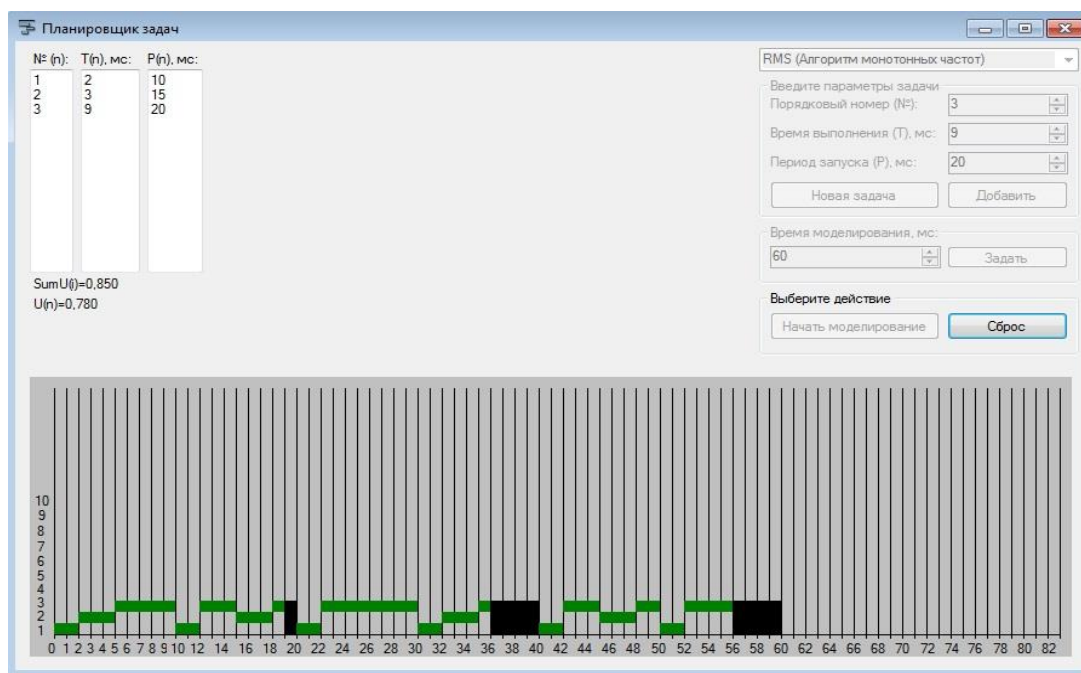 Планировщик задач
№ (n): T(n), мс: P(n), мс:
1 2 10
2 3 15
3 9 20
SumU(i)=0,850
U(n)=0,780
RMS (Алгоритм монотонных частот)
Введите параметры задачи
Порядковый номер (№): 3
Время выполнения (T), мс: 9
Период запуска (P), мс: 20
Новая задача Добавить
Время моделирования, мс:
60 Задать
Выберите действие
Начать моделирование Сброс
10
9
8
7
6
5
4
3
2
1
0 1 2 3 4 5 6 7 8 9 10 12 14 16 18 20 22 24 26 28 30 32 34 36 38 40 42 44 46 48 50 52 54 56 58 60 62 64 66 68 70 72 74 76 78 80 82